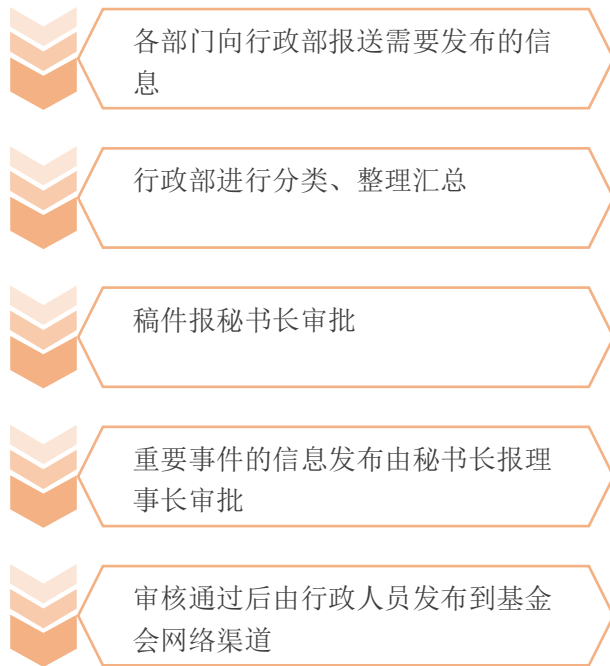 各部门向行政部报送需要发布的信
息
行政部进行分类、整理汇总
稿件报秘书长审批
重要事件的信息发布由秘书长报理
事长审批
审核通过后由行政人员发布到基金
会网络渠道